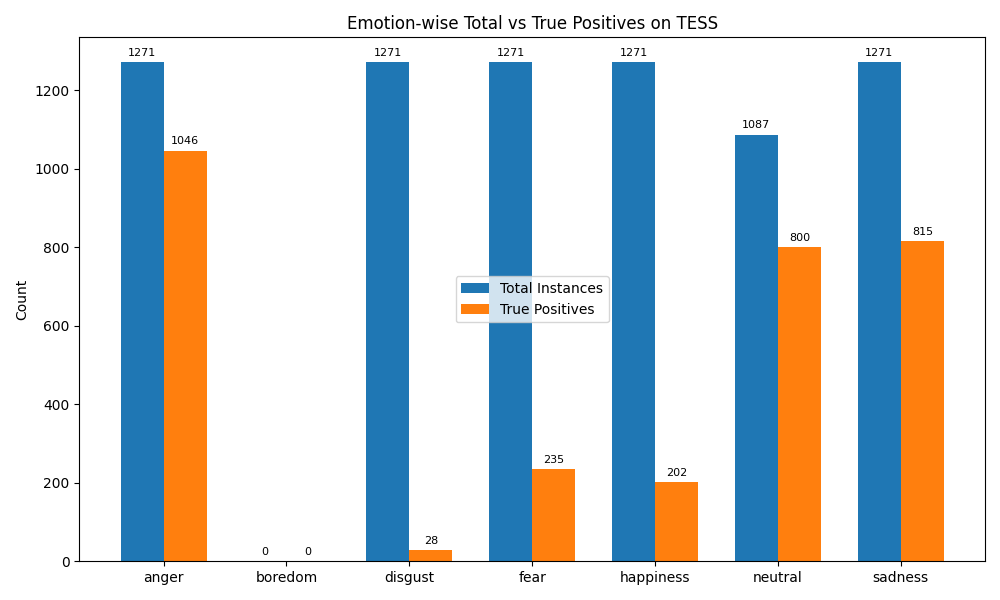 Emotion-wise Total vs True Positives on TESS
1271
1271
1271
1271
1271
1087
1046
815
800
235
202
28
0
0
Total Instances
True Positives
Count
1200
1000
800
600
400
200
0
anger
boredom
disgust
fear
happiness
neutral
sadness